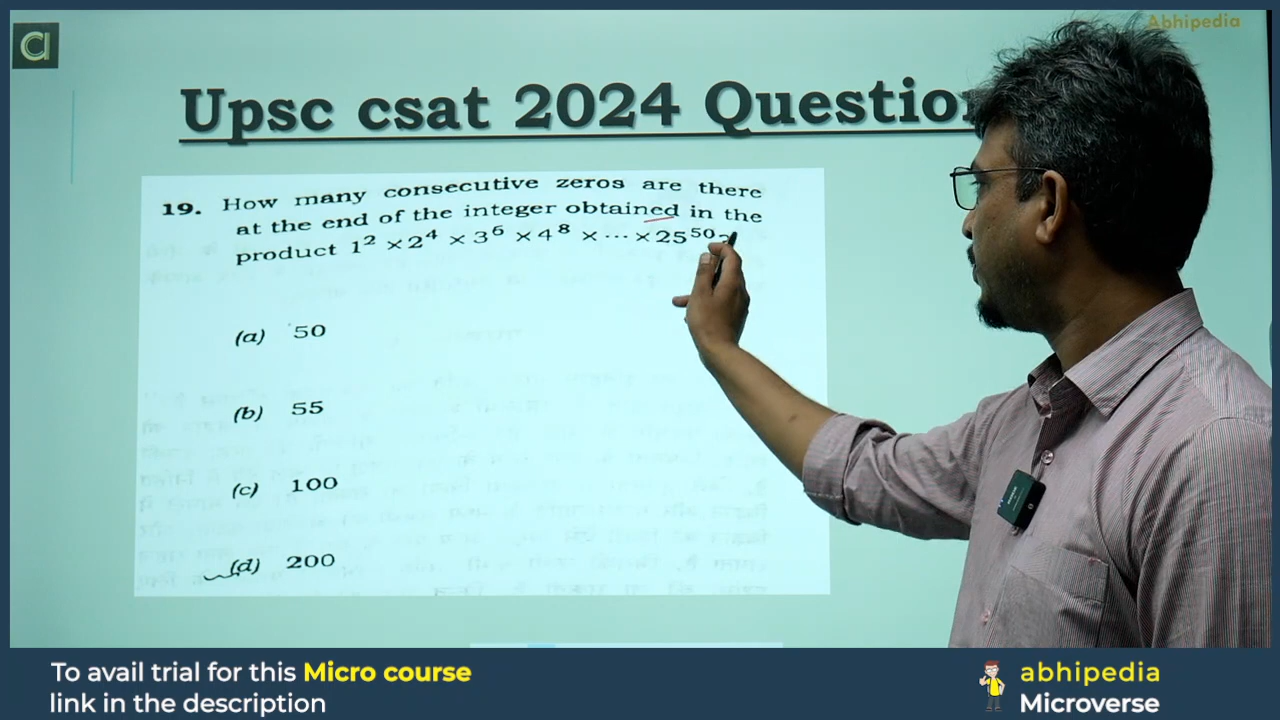 Abhipedia
a
Upsc csat 2024 Question
19. How many consecutive zeros are there
at the end of the integer obtained in the
product 1² ×2⁴ ×3⁶ ×4⁸ ×⋯×25⁵⁰?
(a) 50
(b) 55
(c) 100
(d) 200
To avail trial for this Micro course
link in the description
abhipedia
Microverse